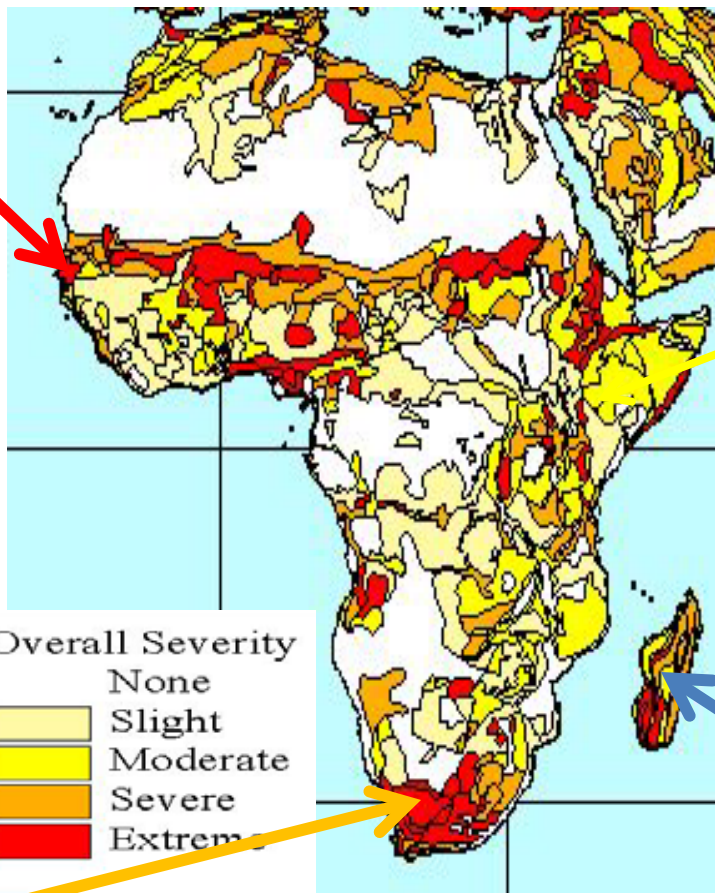 Overall Severity
None
Slight
Moderate
Severe
Extreme